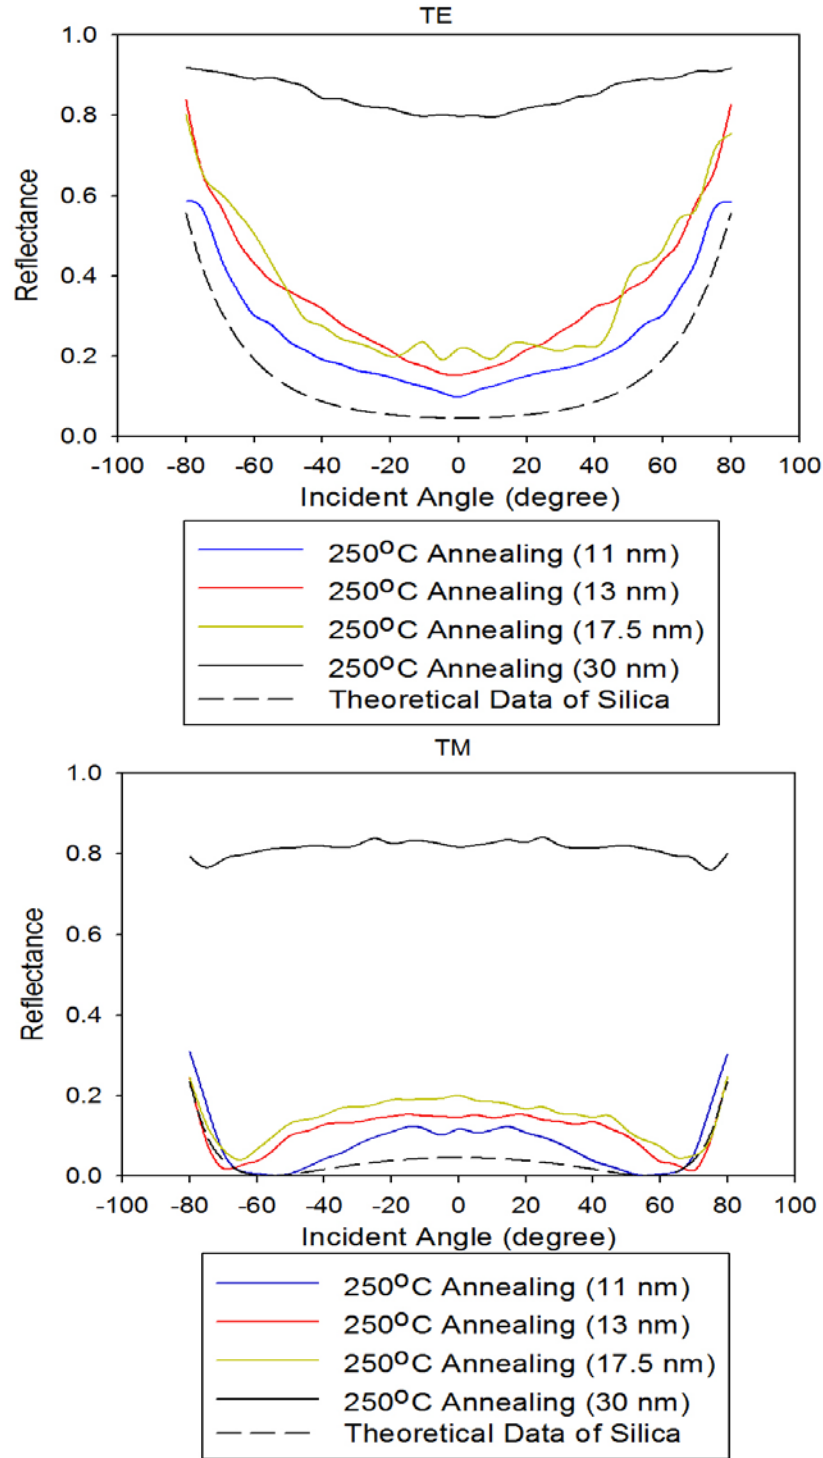 TE
1.0
0.8
0.6
0.4
0.2
0.0
Reflectance
-100 -80 -60 -40 -20 0 20 40 60 80 100
Incident Angle (degree)
250ºC Annealing (11 nm)
250ºC Annealing (13 nm)
250ºC Annealing (17.5 nm)
250ºC Annealing (30 nm)
Theoretical Data of Silica
TM
1.0
0.8
0.6
0.4
0.2
0.0
Reflectance
-100 -80 -60 -40 -20 0 20 40 60 80 100
Incident Angle (degree)
250ºC Annealing (11 nm)
250ºC Annealing (13 nm)
250ºC Annealing (17.5 nm)
250ºC Annealing (30 nm)
Theoretical Data of Silica